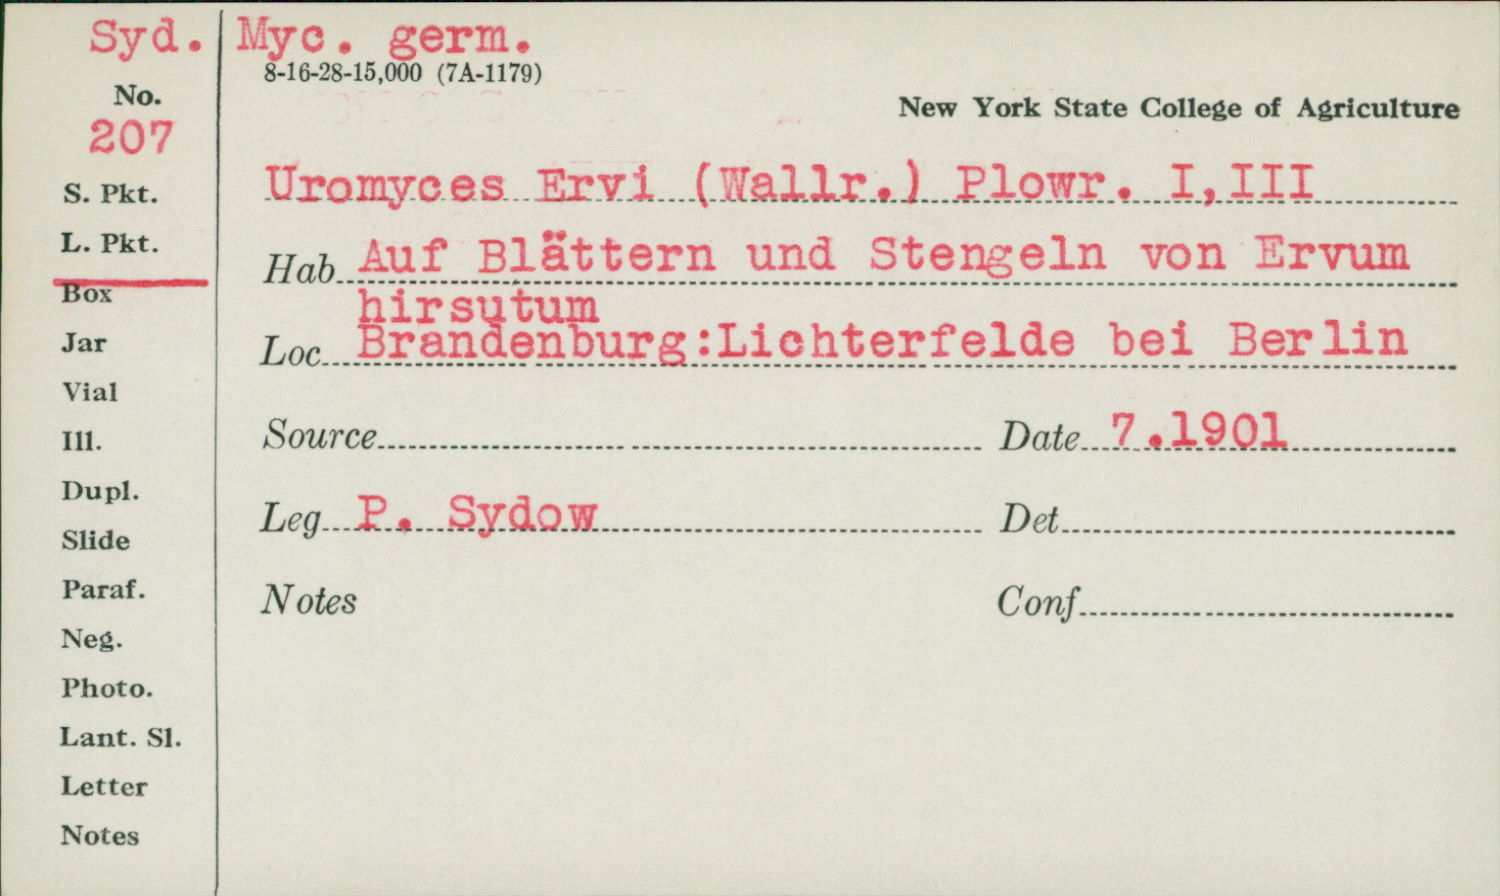 Syd. Myc. germ.
8-16-28-15,000 (7A-1179)
No.
New York State College of Agriculture
207
Uromyces Ervi (Wallr.) Plowr. I,III
S. Pkt.
L. Pkt.
Hab Auf Blättern und Stengeln von Ervum
hirsutum
Box
Loc Brandenburg:Lichterfelde bei Berlin
Jar
Vial
Ill.
Source Date 7.1901
Dupl.
Leg P. Sydow Det
Slide
Paraf.
Notes Conf
Neg.
Photo.
Lant. Sl.
Letter
Notes